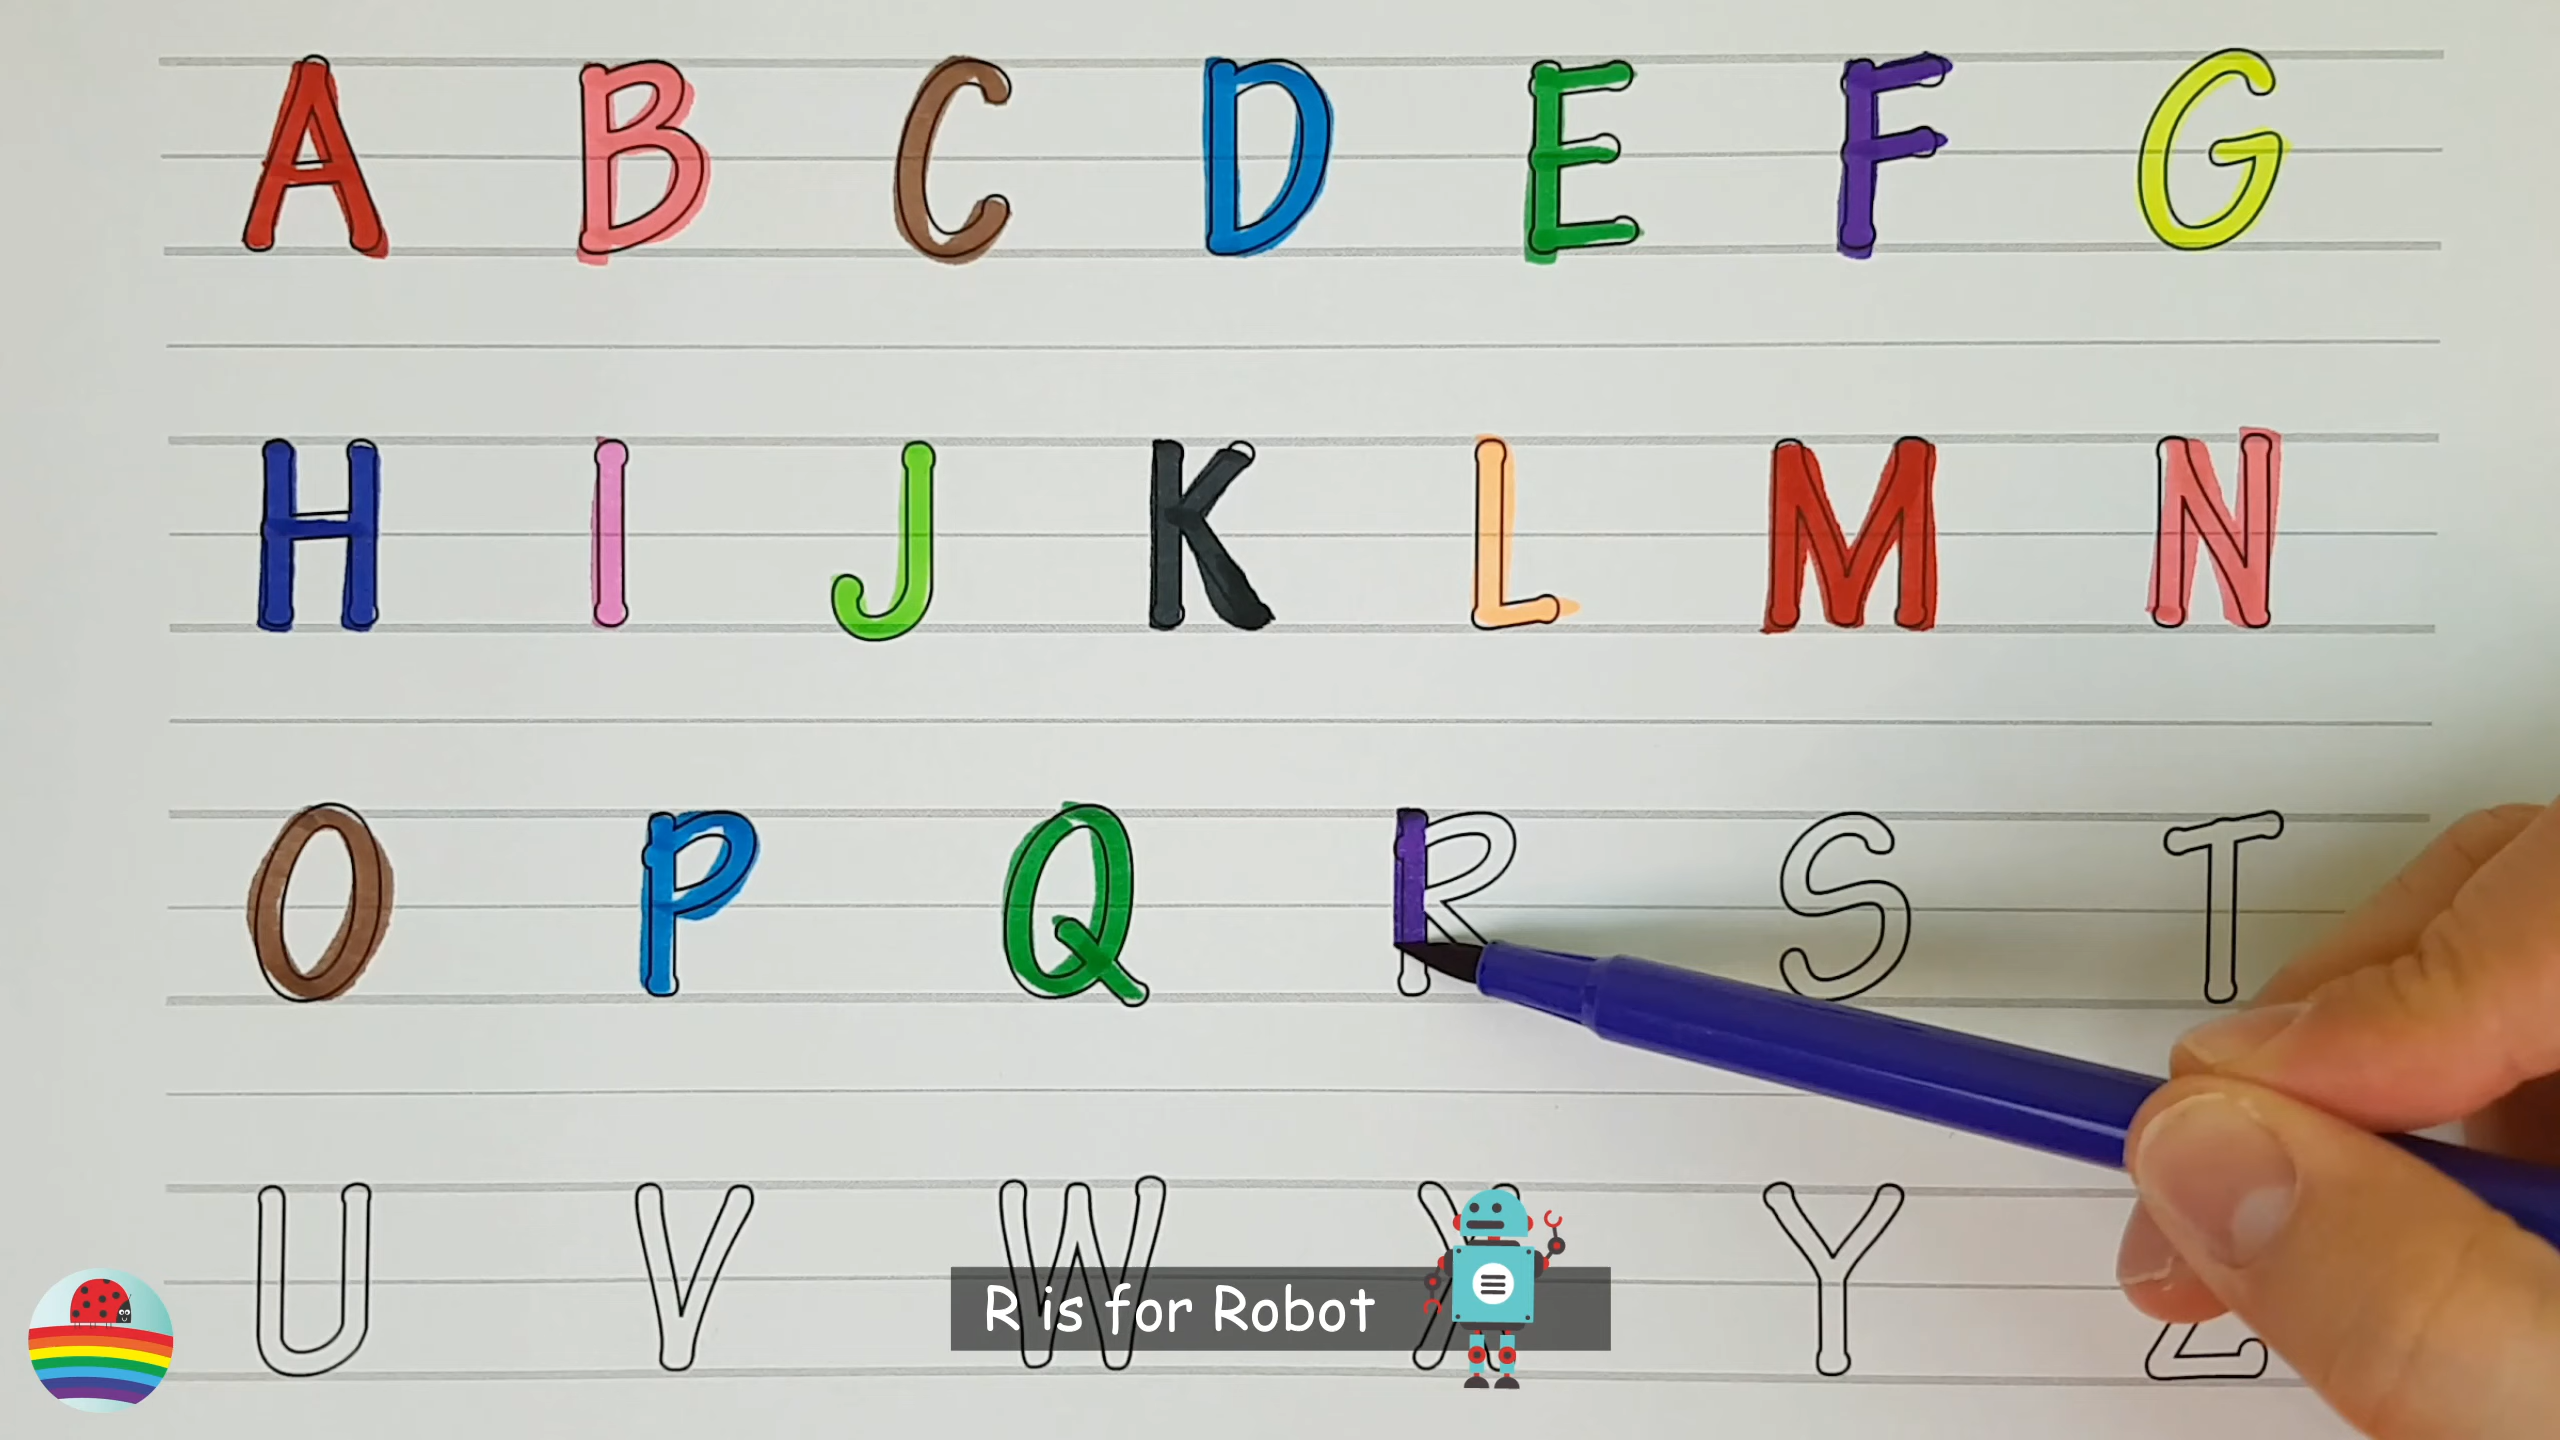 A B C D E F G
H I J K L M N
O P Q R S T
U V W X Y Z
R is for Robot